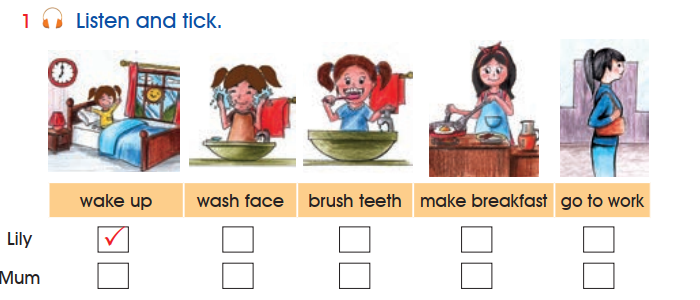 1 Listen and tick.
wake up wash face brush teeth make breakfast go to work
Lily ✓
Mum